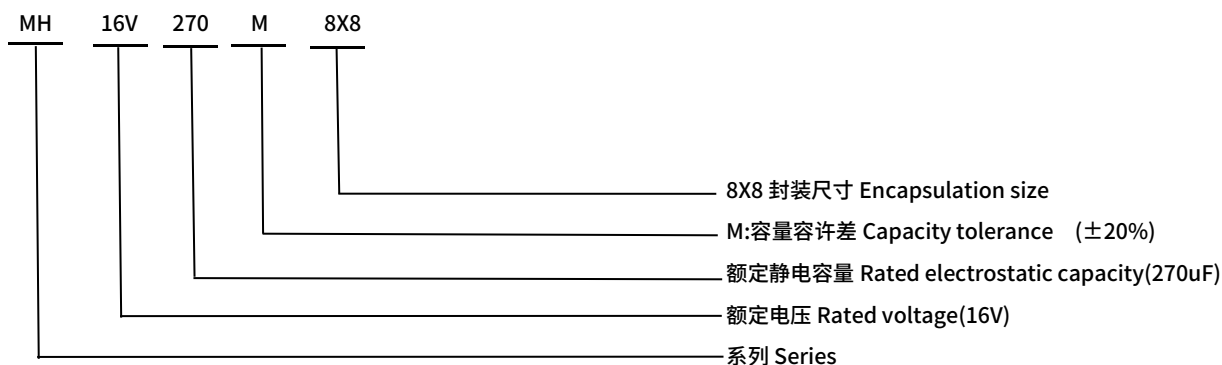 MH 16V 270 M 8X8
8X8 封装尺寸 Encapsulation size
M:容量容许差 Capacity tolerance (±20%)
额定静电容量 Rated electrostatic capacity(270uF)
额定电压 Rated voltage(16V)
系列 Series